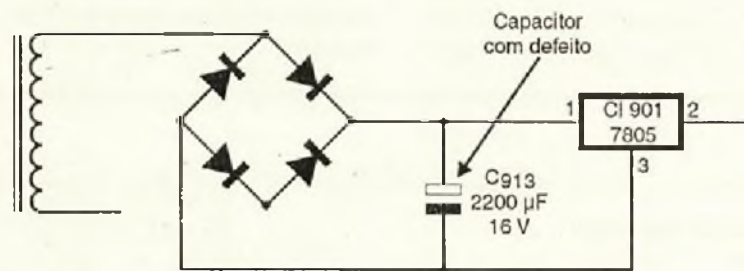 Capacitor
com defeito
1
CI 901
7805
2
3
C913
2200 µF
16 V